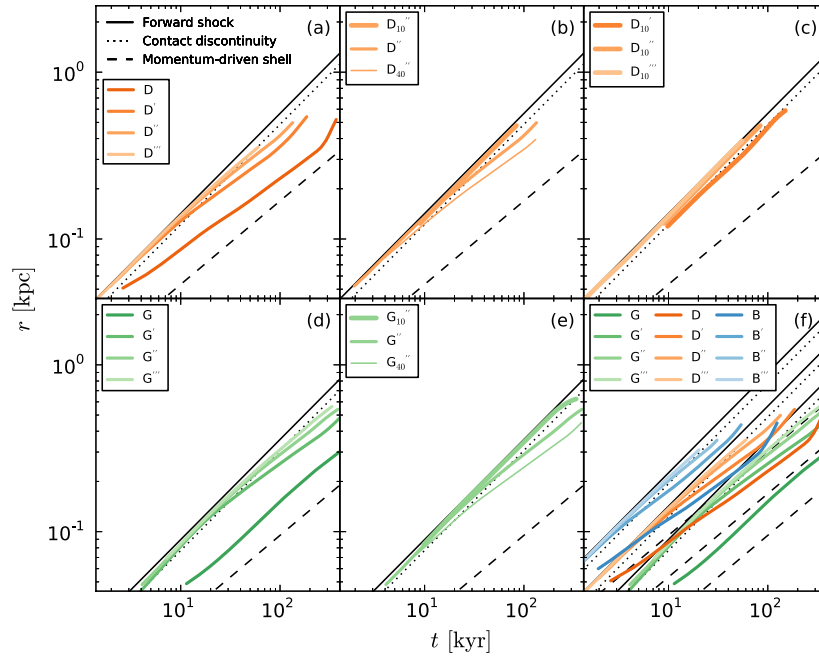 Forward shock
Contact discontinuity
Momentum-driven shell
(a)
D
D′
D′′
D′′′
(b)
D₁₀′′
D′′
D₄₀′′
(c)
D₁₀′
D₁₀′′
D₁₀′′′
10⁰
10⁻¹
(d)
G
G′
G′′
G′′′
(e)
G₁₀′′
G′′
G₄₀′′
(f)
G D B
G′ D′ B′
G′′ D′′ B′′
G′′′ D′′′ B′′′
10⁰
10⁻¹
r [kpc]
10¹ 10² 10¹ 10² 10¹ 10²
t [kyr]